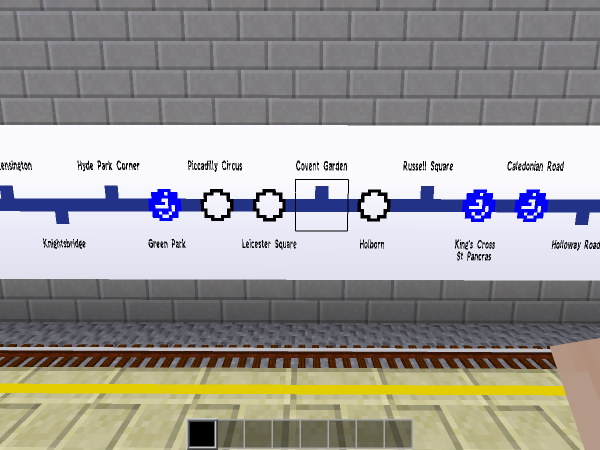 ensington
Hyde Park Corner
Piccadilly Circus
Covent Garden
Russell Square
Caledonian Road
Knightsbridge
Green Park
Leicester Square
Holborn
King's Cross
St Pancras
Holloway Road